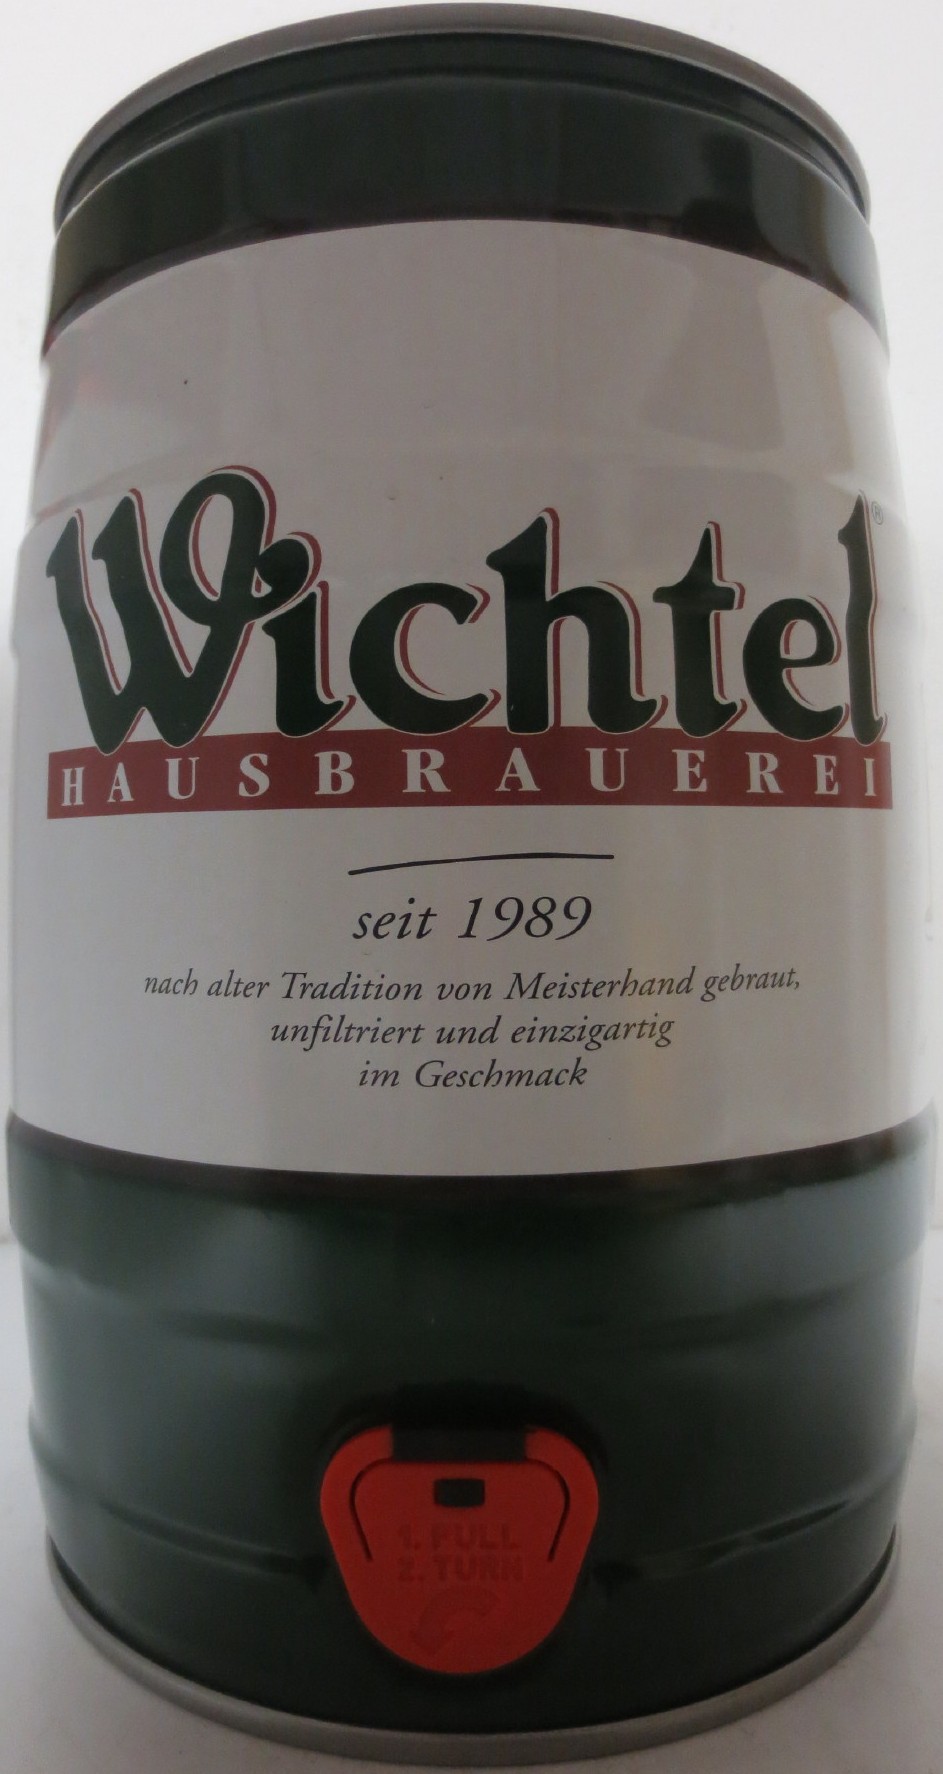 Wichtel®
HAUSBRAUEREI
seit 1989
nach alter Tradition von Meisterhand gebraut,
unfiltriert und einzigartig
im Geschmack
1. PULL
2. TURN